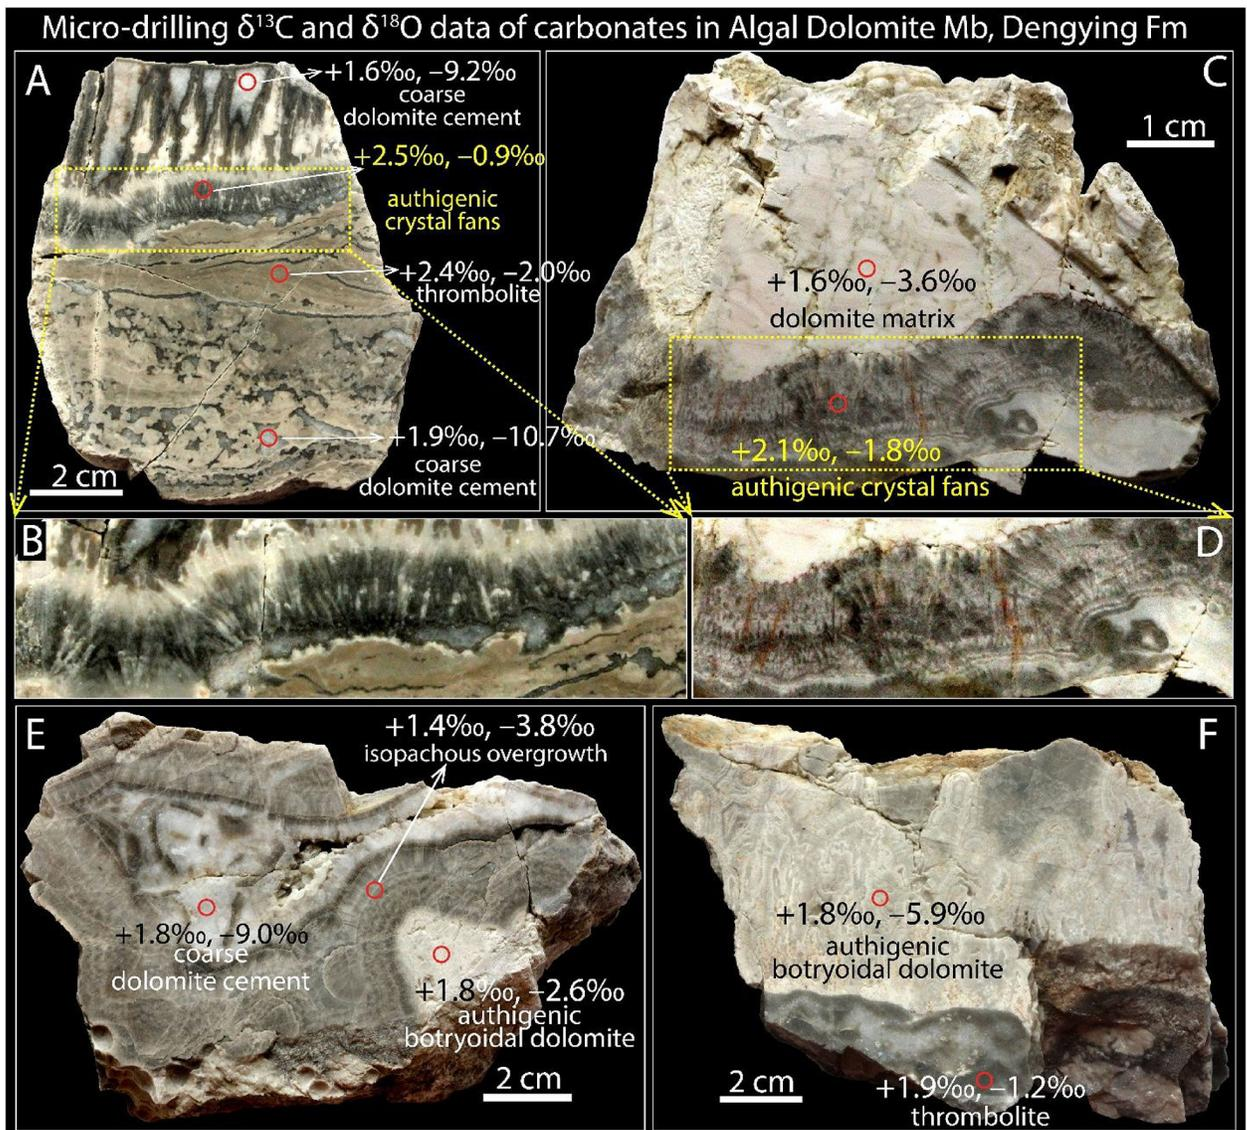 Micro-drilling δ¹³C and δ¹⁸O data of carbonates in Algal Dolomite Mb, Dengying Fm
A
+1.6‰, −9.2‰
coarse
dolomite cement
+2.5‰, −0.9‰
authigenic
crystal fans
+2.4‰, −2.0‰
thrombolite
+1.9‰, −10.7‰
coarse
dolomite cement
2 cm
C
1 cm
+1.6‰, −3.6‰
dolomite matrix
+2.1‰, −1.8‰
authigenic crystal fans
B
D
E
+1.4‰, −3.8‰
isopachous overgrowth
+1.8‰, −9.0‰
coarse
dolomite cement
+1.8‰, −2.6‰
authigenic
botryoidal dolomite
2 cm
F
+1.8‰, −5.9‰
authigenic
botryoidal dolomite
2 cm
+1.9‰, −1.2‰
thrombolite